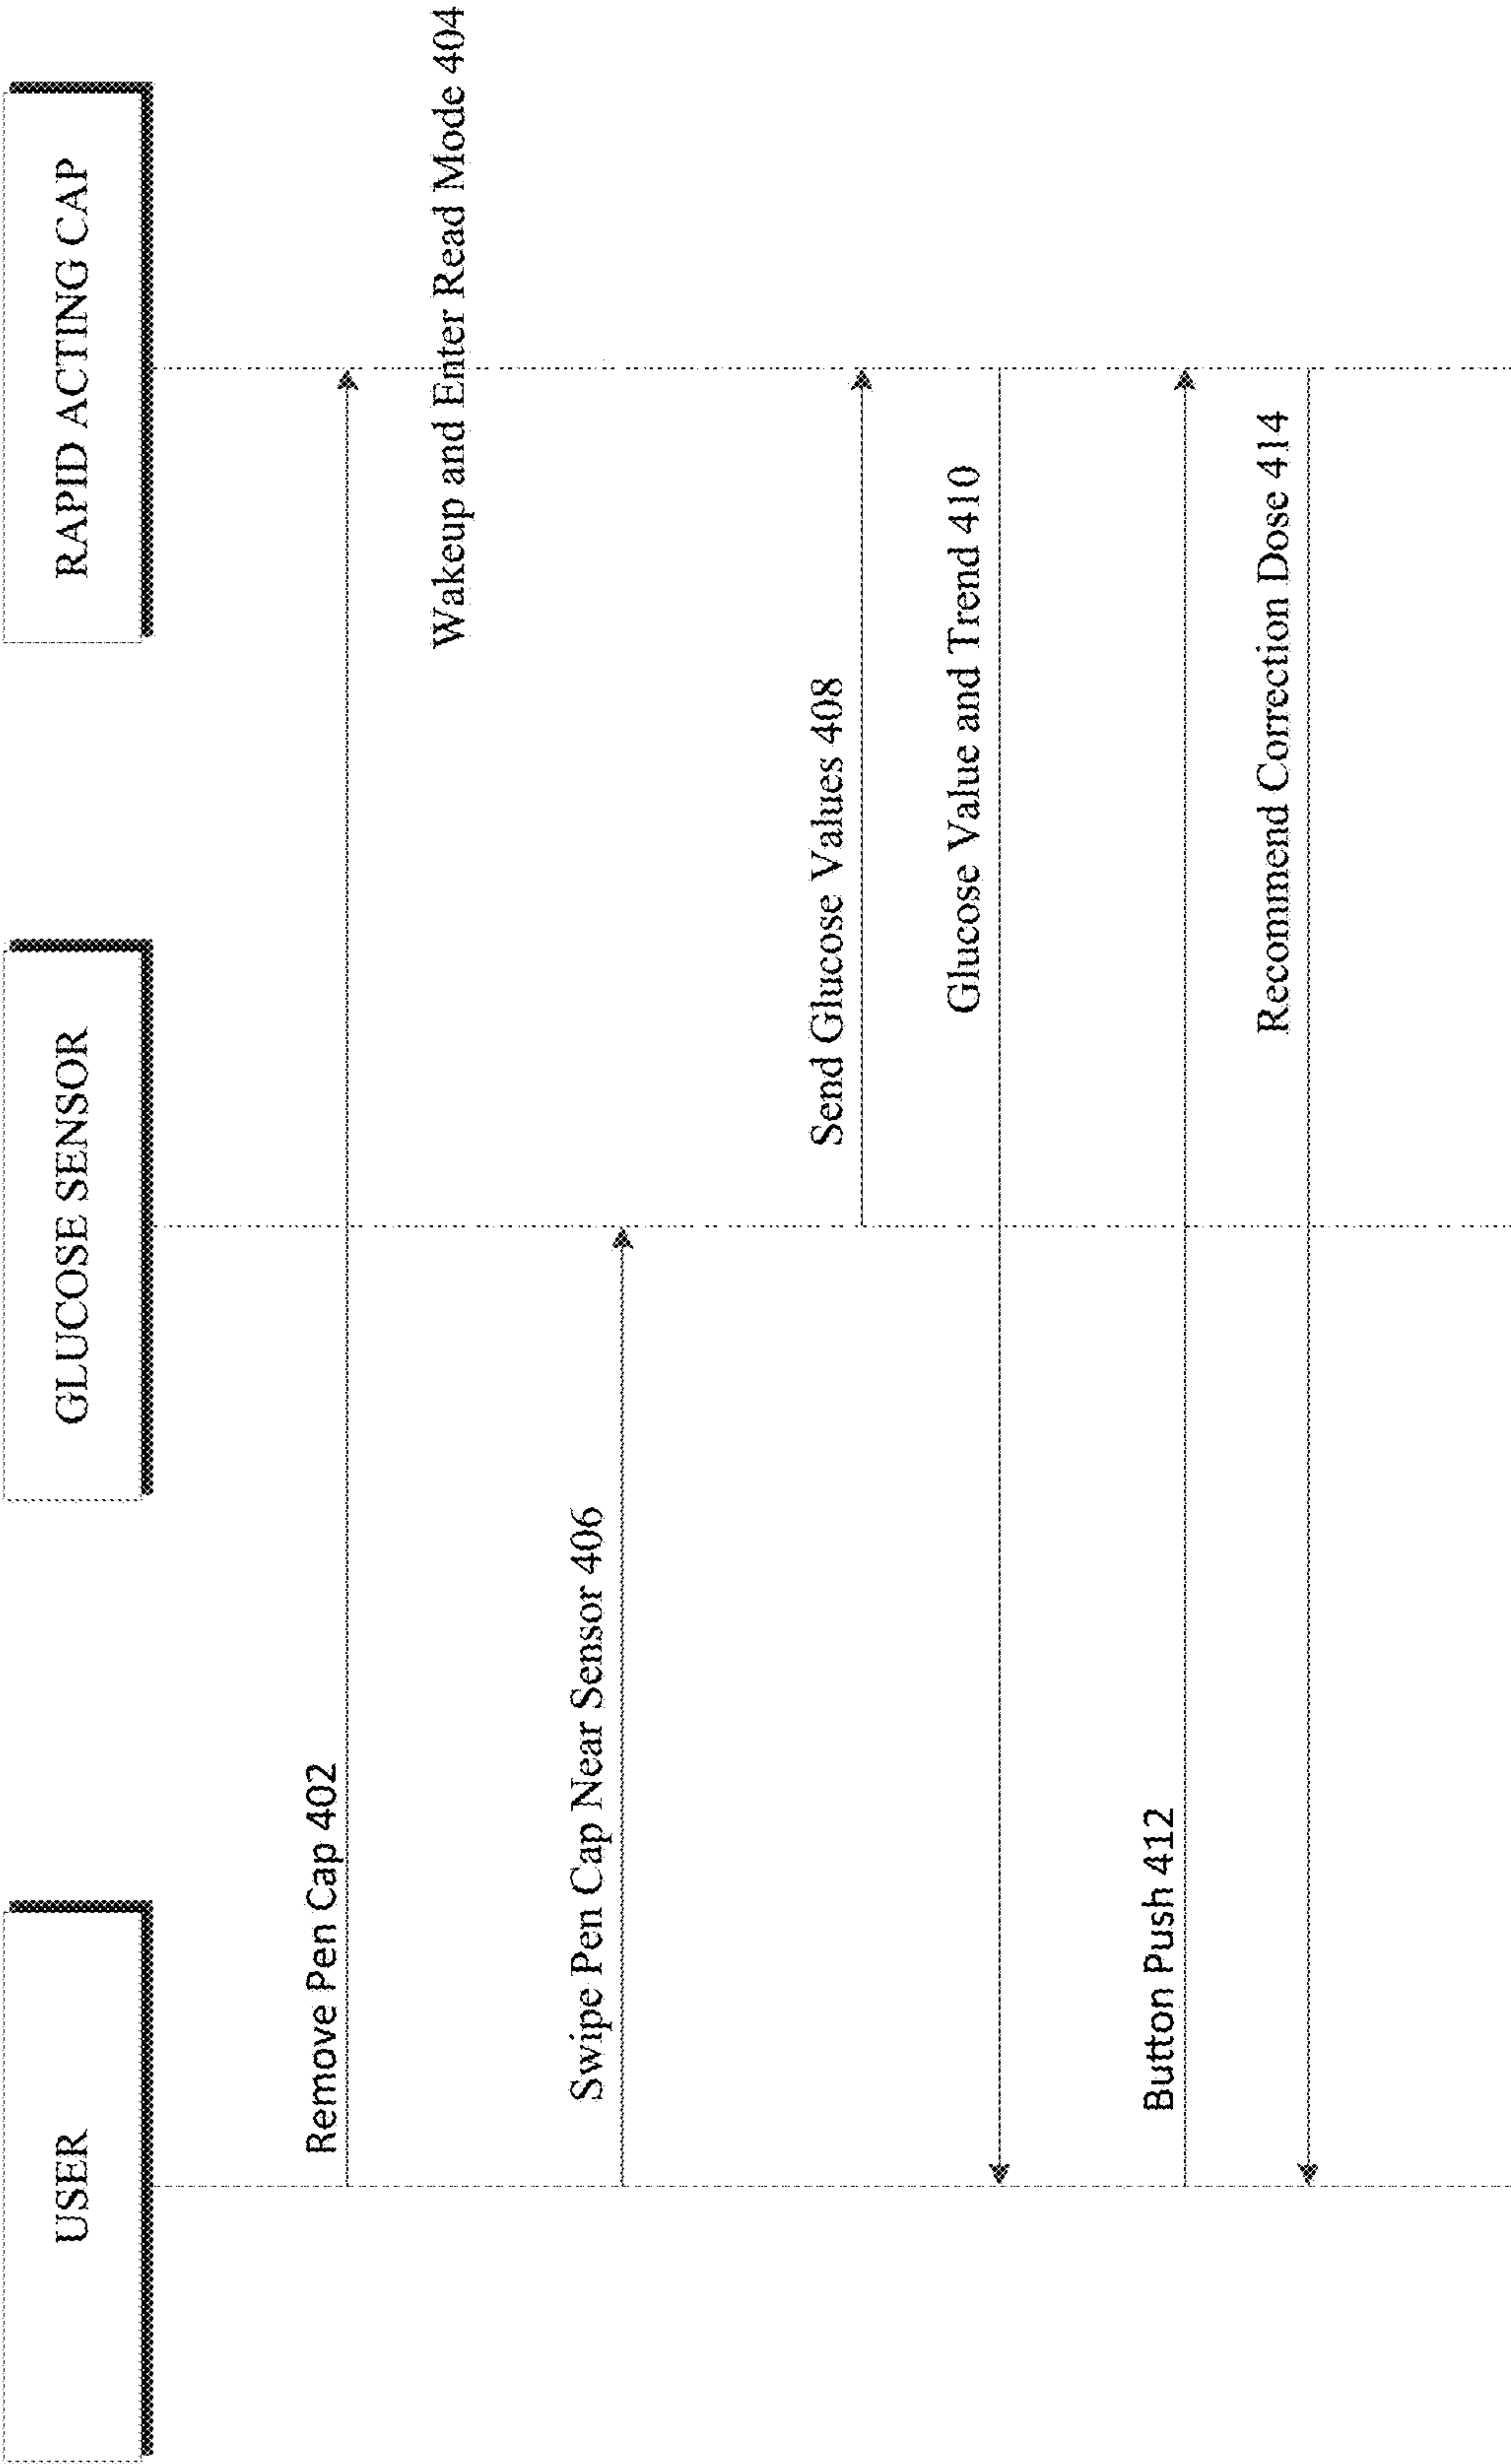 USER
GLUCOSE SENSOR
RAPID ACTING CAP
Remove Pen Cap 402
Wakeup and Enter Read Mode 404
Swipe Pen Cap Near Sensor 406
Send Glucose Values 408
Glucose Value and Trend 410
Button Push 412
Recommend Correction Dose 414